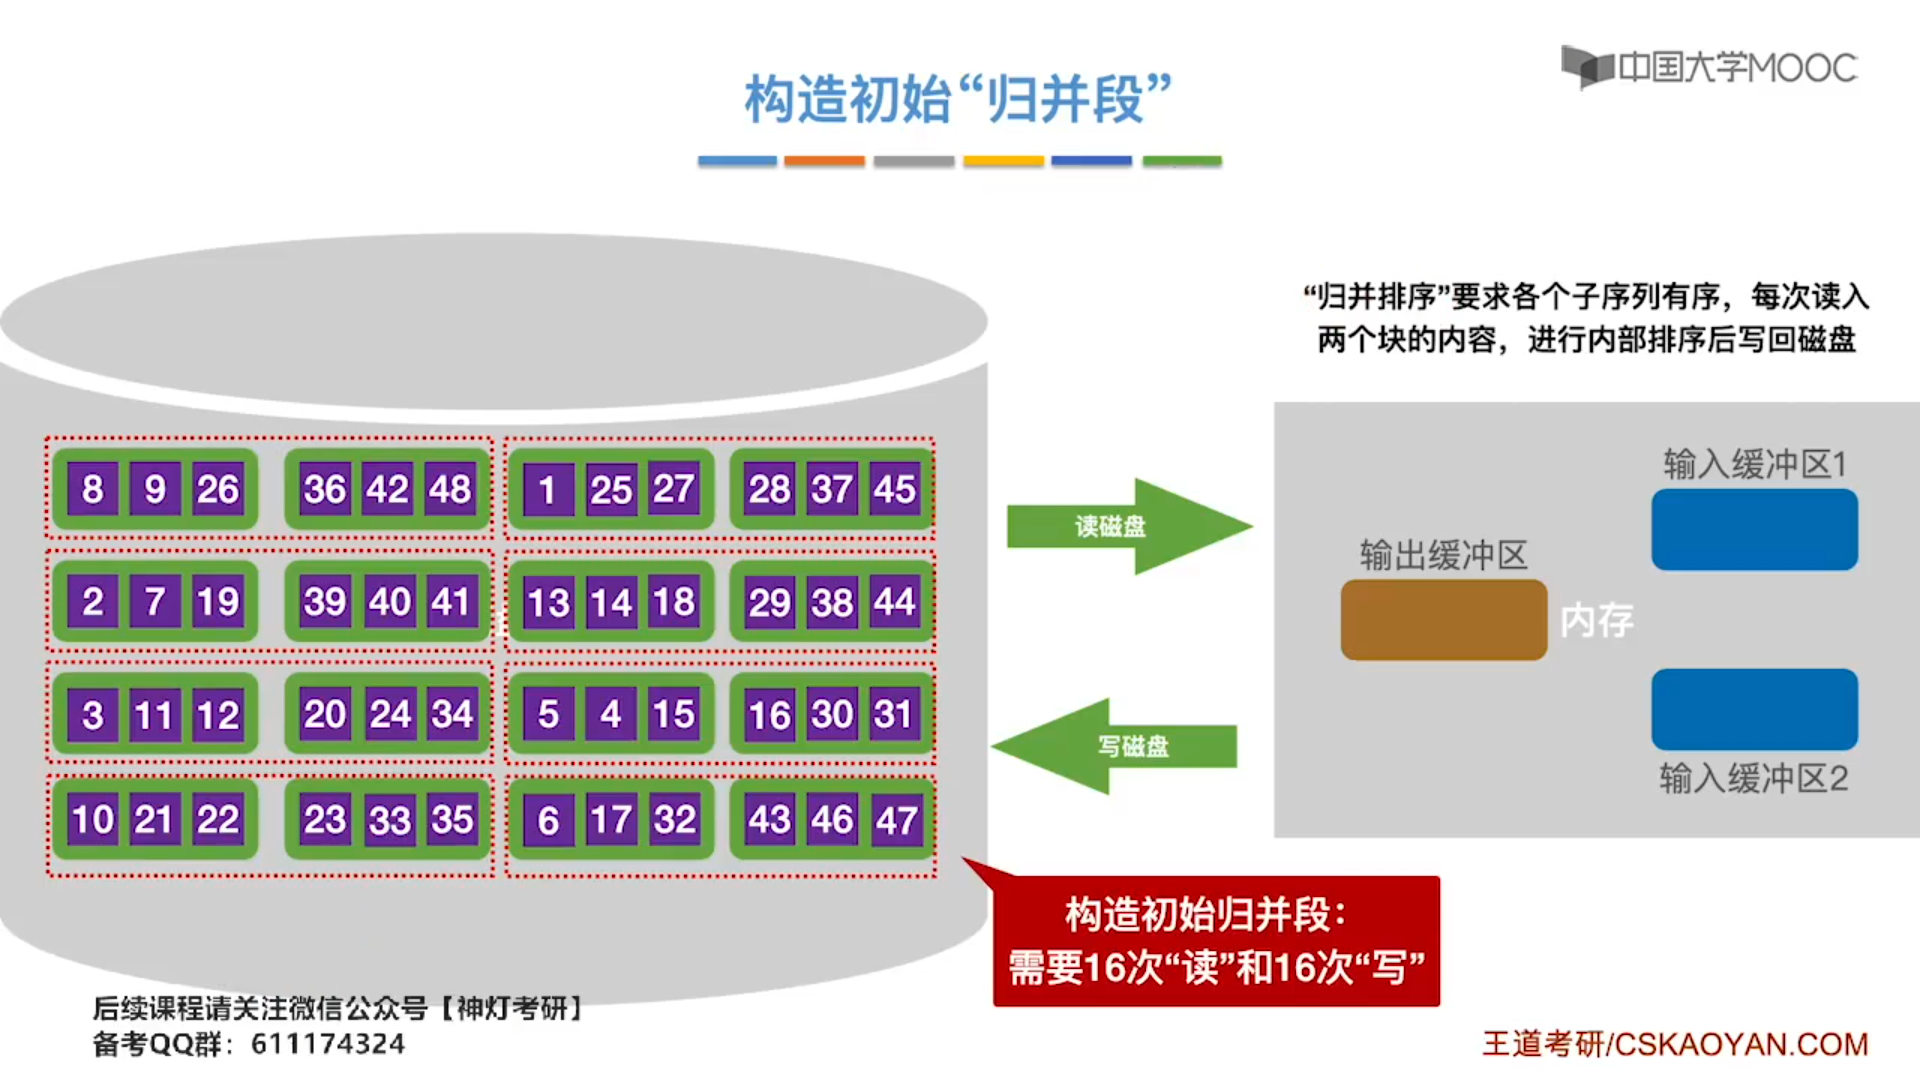 中国大学MOOC
构造初始“归并段”
“归并排序”要求各个子序列有序，每次读入
两个块的内容，进行内部排序后写回磁盘
8 9 26 36 42 48 1 25 27 28 37 45
2 7 19 39 40 41 13 14 18 29 38 44
3 11 12 20 24 34 5 4 15 16 30 31
10 21 22 23 33 35 6 17 32 43 46 47
读磁盘
写磁盘
输入缓冲区1
输出缓冲区
内存
输入缓冲区2
构造初始归并段：
需要16次“读”和16次“写”
后续课程请关注微信公众号【神灯考研】
备考QQ群：611174324
王道考研/CSKAOYAN.COM